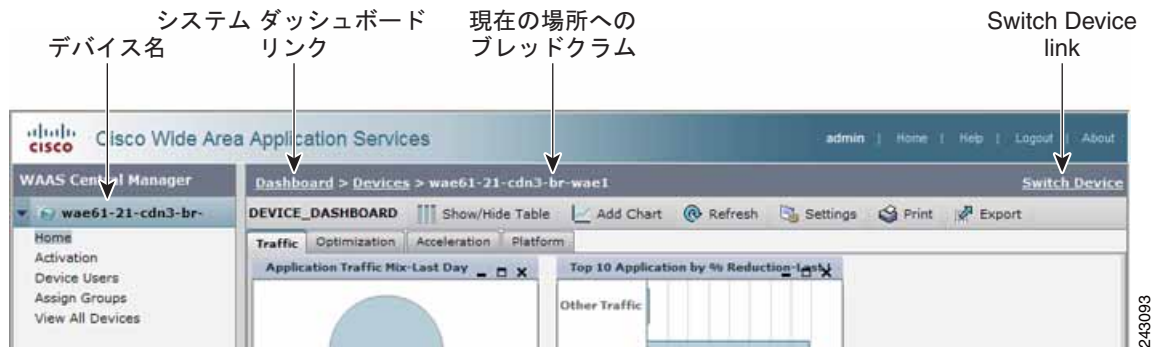 デバイス名
システム ダッシュボード
リンク
現在の場所への
ブレッドクラム
Switch Device
link
cisco Cisco Wide Area Application Services
admin | Home | Help | Logout | About
WAAS Central Manager
Dashboard > Devices > wae61-21-cdn3-br-wae1
Switch Device
wae61-21-cdn3-br-
DEVICE_DASHBOARD Show/Hide Table Add Chart Refresh Settings Print Export
Home
Activation
Device Users
Assign Groups
View All Devices
Traffic Optimization Acceleration Platform
Application Traffic Mix-Last Day
Top 10 Application by % Reduction-Last
Other Traffic
243093